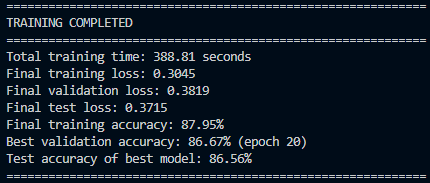 ============================================================
TRAINING COMPLETED
============================================================
Total training time: 388.81 seconds
Final training loss: 0.3045
Final validation loss: 0.3819
Final test loss: 0.3715
Final training accuracy: 87.95%
Best validation accuracy: 86.67% (epoch 20)
Test accuracy of best model: 86.56%
============================================================